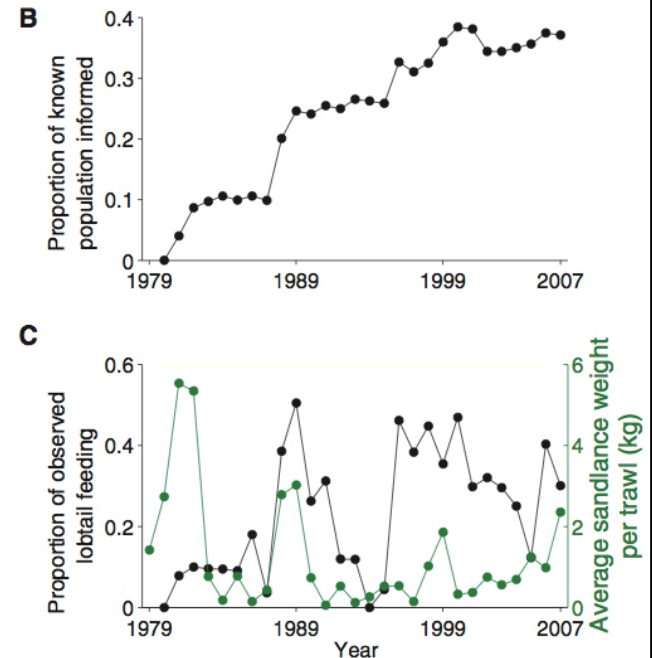 B
Proportion of known
population informed
0.4
0.3
0.2
0.1
0
1979
1989
1999
2007
C
Proportion of observed
lobtail feeding
0.6
0.4
0.2
0
6
4
2
0
Average sandlance weight
per trawl (kg)
1979
1989
1999
2007
Year